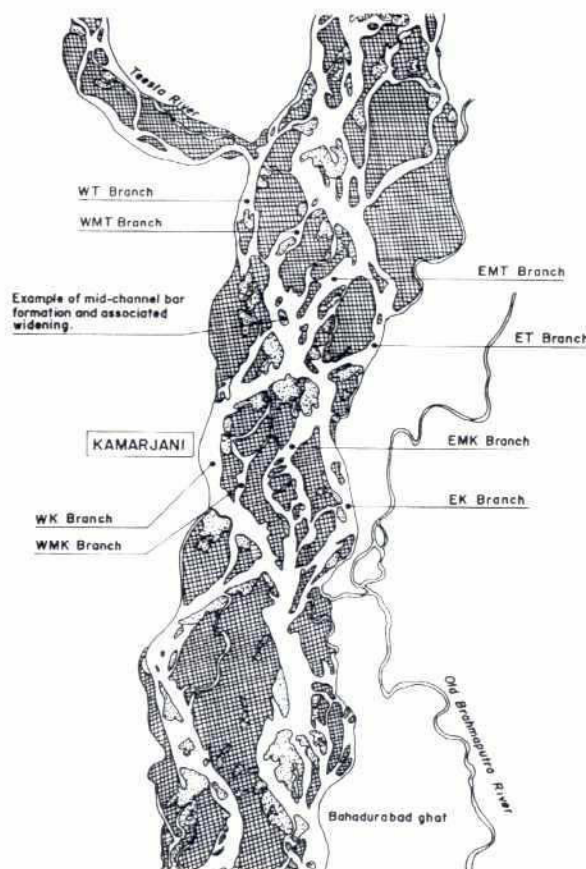 Teesta River
WT Branch
WMT Branch
EMT Branch
Example of mid-channel bar
formation and associated
widening.
ET Branch
KAMARJANI
EMK Branch
WK Branch
EK Branch
WMK Branch
Old Brahmaputra River
Bahadurabad ghat